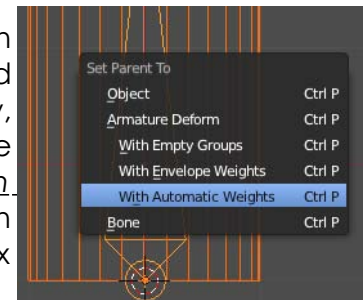 Set Parent To
Object Ctrl P
Armature Deform Ctrl P
With Empty Groups Ctrl P
With Envelope Weights Ctrl P
With Automatic Weights Ctrl P
Bone Ctrl P